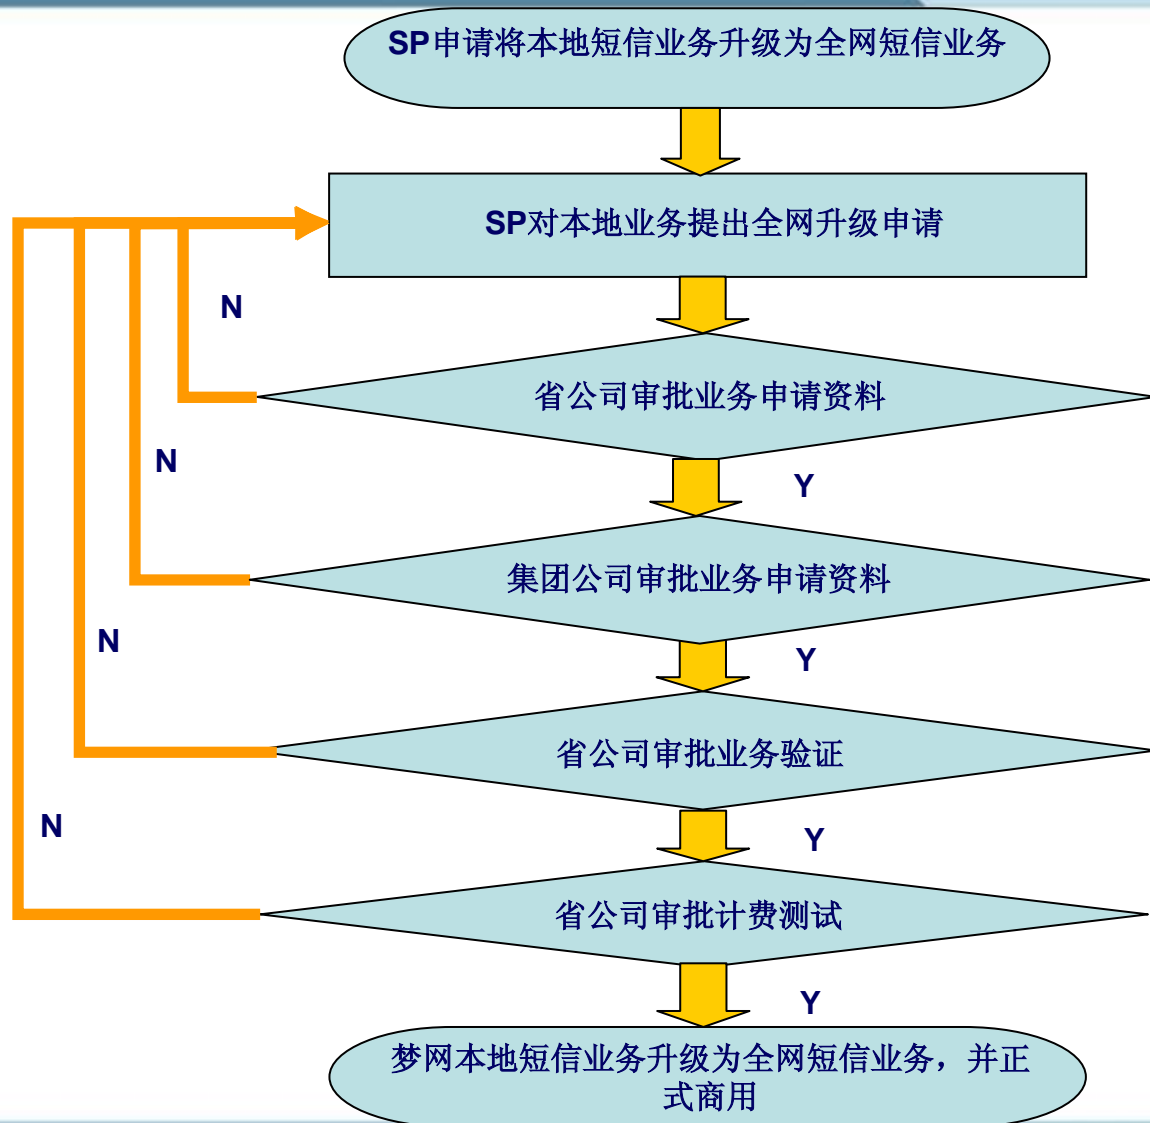 SP申请将本地短信业务升级为全网短信业务
SP对本地业务提出全网升级申请
N
省公司审批业务申请资料
N
Y
集团公司审批业务申请资料
N
Y
省公司审批业务验证
N
Y
省公司审批计费测试
Y
梦网本地短信业务升级为全网短信业务，并正
式商用